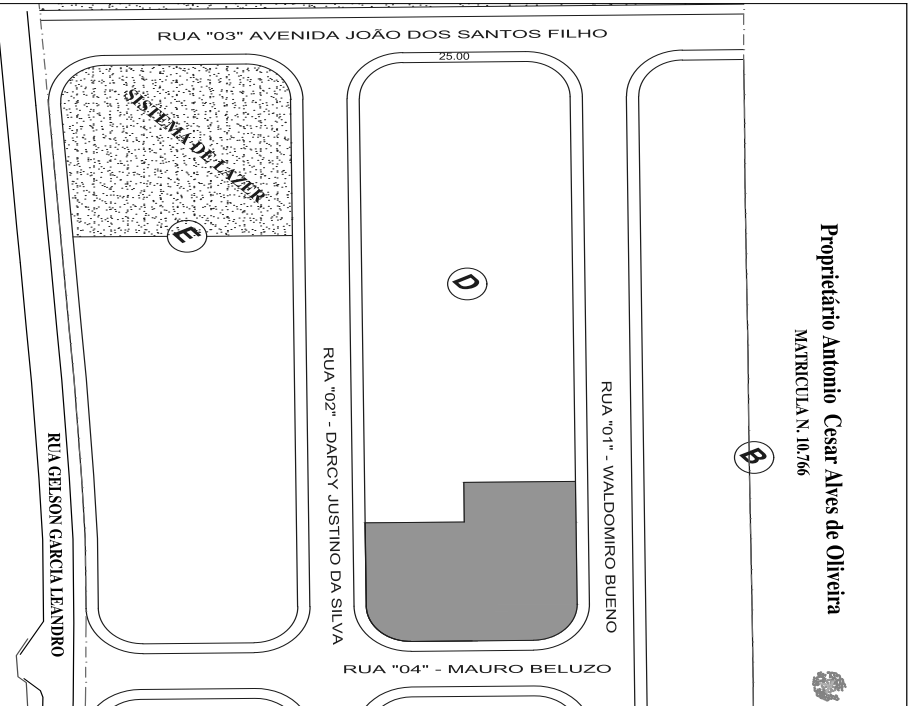 RUA "03" AVENIDA JOÃO DOS SANTOS FILHO
25.00
SISTEMA DE LAZER
E
D
B
RUA "02" - DARCY JUSTINO DA SILVA
RUA "01" - WALDOMIRO BUENO
RUA GELSON GARCIA LEANDRO
RUA "04" - MAURO BELUZO
Proprietário Antonio Cesar Alves de Oliveira
MATRICULA N. 10.766